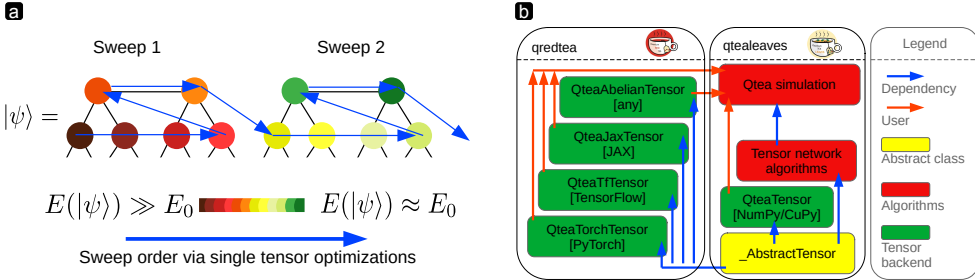 a
Sweep 1
Sweep 2
|ψ⟩ =
E(|ψ⟩) ≫ E₀
E(|ψ⟩) ≈ E₀
Sweep order via single tensor optimizations
b
qredtea
qtealeaves
Legend
QteaAbelianTensor
[any]
Qtea simulation
QteaJaxTensor
[JAX]
Tensor network
algorithms
QteaTfTensor
[TensorFlow]
QteaTensor
[NumPy/CuPy]
QteaTorchTensor
[PyTorch]
_AbstractTensor
Dependency
User
Abstract class
Algorithms
Tensor
backend